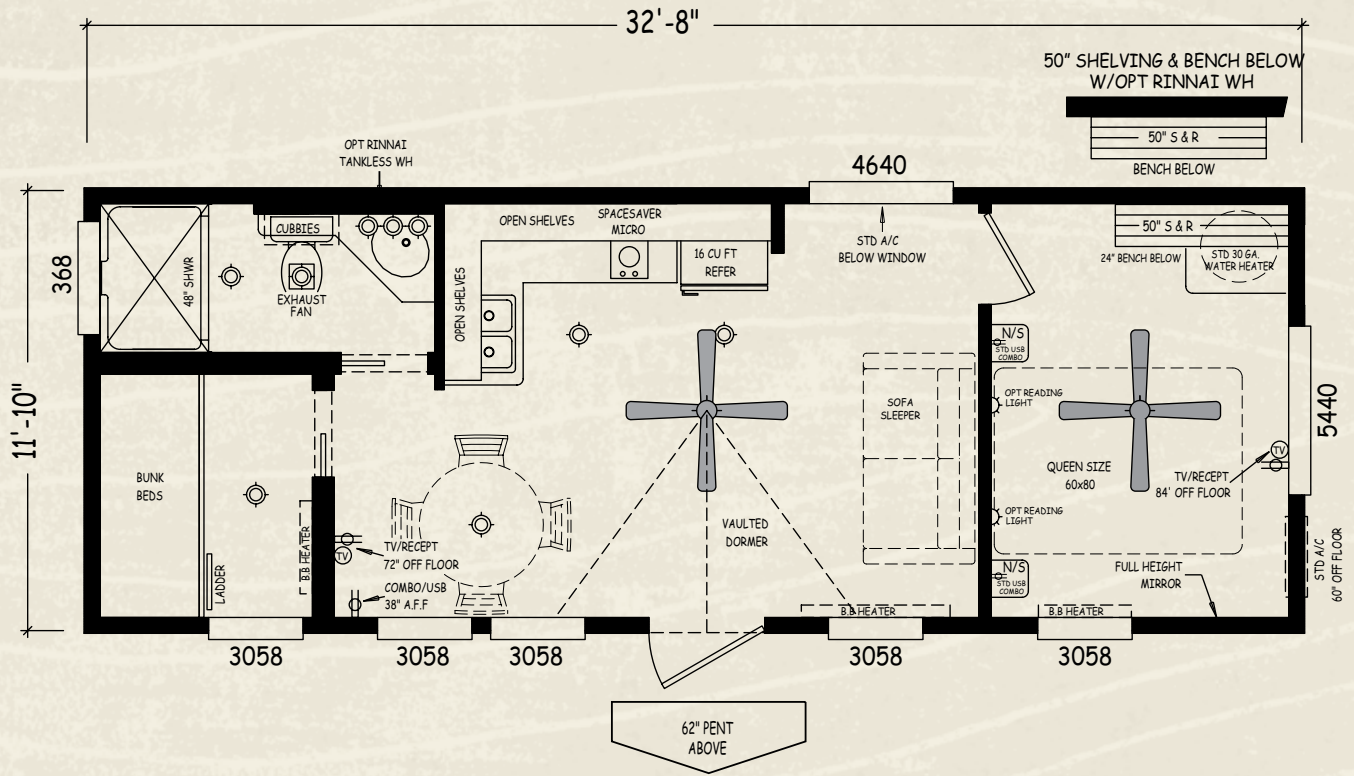 32'-8"
50" SHELVING & BENCH BELOW
W/OPT RINNAI WH
50" S & R
BENCH BELOW
OPT RINNAI
TANKLESS WH
4640
STD A/C
BELOW WINDOW
368
11'-10"
48" SHWR
CUBBIES
EXHAUST
FAN
OPEN SHELVES
SPACESAVER
MICRO
16 CU FT
REFER
OPEN SHELVES
50" S & R
24" BENCH BELOW
STD 30 GA.
WATER HEATER
N/S
STD USB
COMBO
OPT READING
LIGHT
SOFA
SLEEPER
QUEEN SIZE
60x80
TV
TV/RECEPT
84' OFF FLOOR
5440
OPT READING
LIGHT
BUNK
BEDS
LADDER
B.B HEATER
TV
TV/RECEPT
72" OFF FLOOR
COMBO/USB
38" A.F.F
VAULTED
DORMER
N/S
STD USB
COMBO
FULL HEIGHT
MIRROR
STD A/C
60" OFF FLOOR
B.B HEATER
B.B HEATER
3058
3058
3058
3058
3058
62" PENT
ABOVE